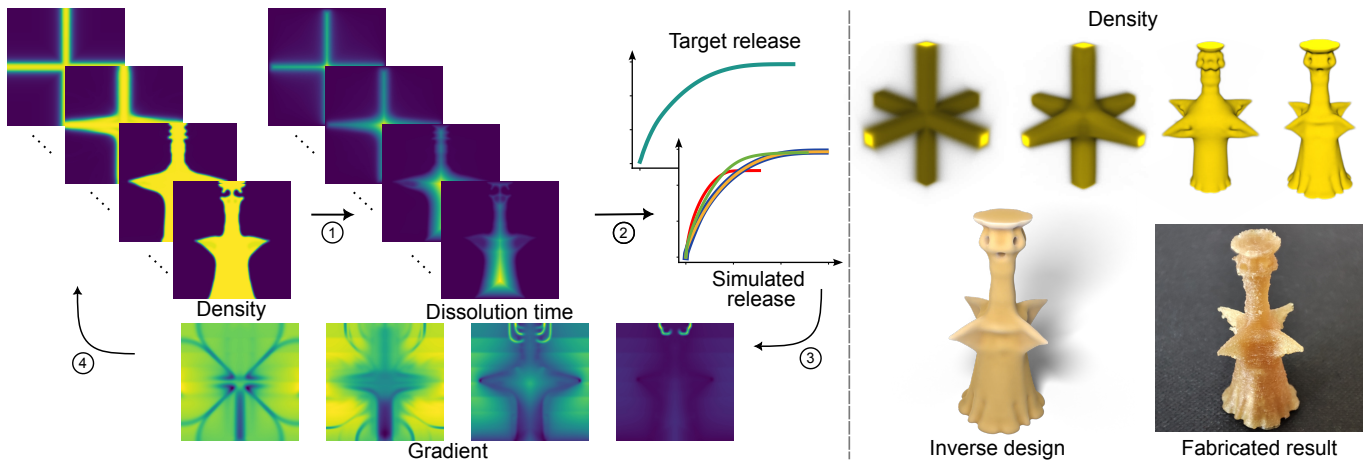 Density
Target release
①
②
Simulated
release
Density
Dissolution time
④
③
Gradient
Inverse design
Fabricated result